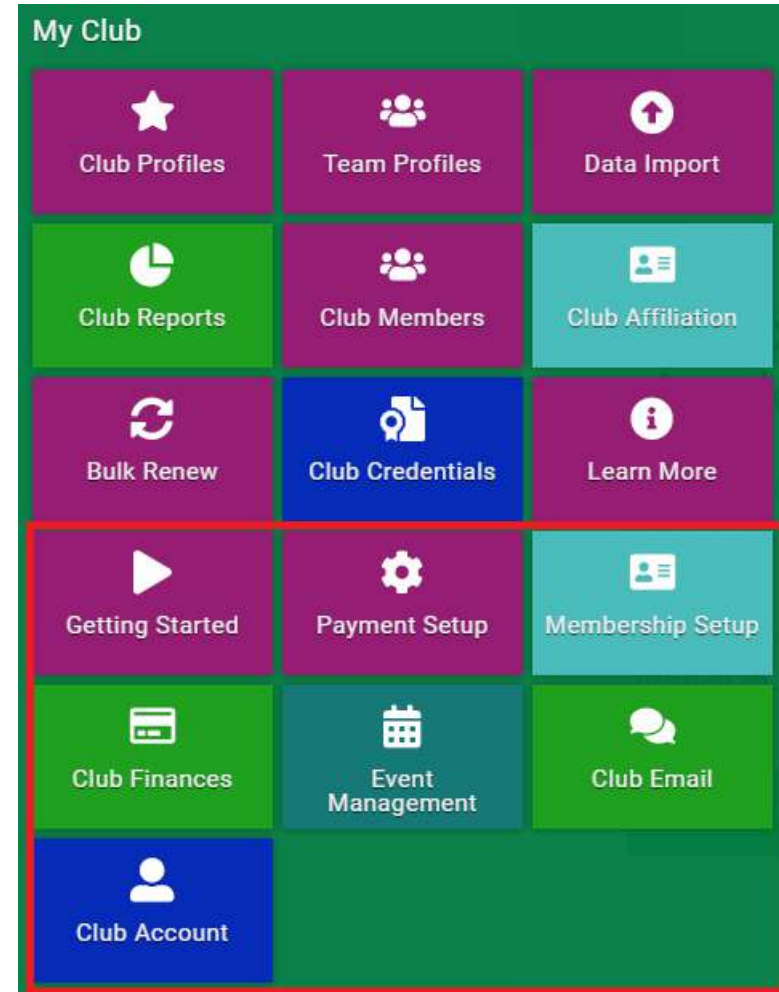 My Club
Club Profiles
Team Profiles
Data Import
Club Reports
Club Members
Club Affiliation
Bulk Renew
Club Credentials
Learn More
Getting Started
Payment Setup
Membership Setup
Club Finances
Event
Management
Club Email
Club Account